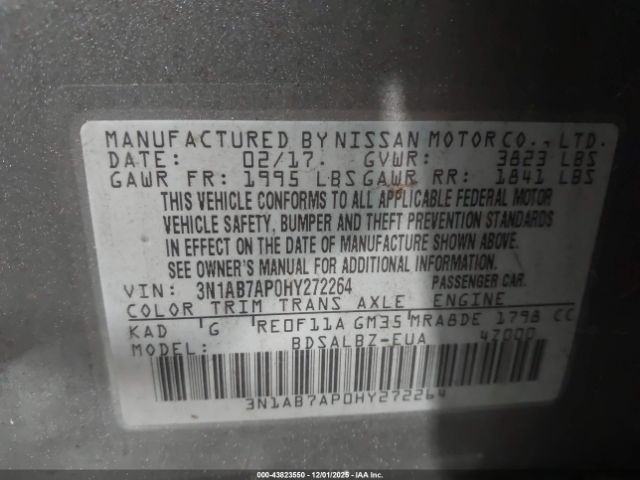 MANUFACTURED BY NISSAN MOTOR CO., LTD.
DATE: 02/17. GVWR: 3823 LBS
GAWR FR: 1995 LBS GAWR RR: 1841 LBS
THIS VEHICLE CONFORMS TO ALL APPLICABLE FEDERAL MOTOR
VEHICLE SAFETY, BUMPER AND THEFT PREVENTION STANDARDS
IN EFFECT ON THE DATE OF MANUFACTURE SHOWN ABOVE.
SEE OWNER'S MANUAL FOR ADDITIONAL INFORMATION.
VIN: 3N1AB7AP0HY272264 PASSENGER CAR.
COLOR TRIM TRANS AXLE ENGINE
KAD G RE0F11A GM35 MRA8DE 1798 CC
MODEL: BDSALBZ-EUA 4Z000
3N1AB7AP0HY272264
000-43823550 - 12/01/2025 - IAA Inc.